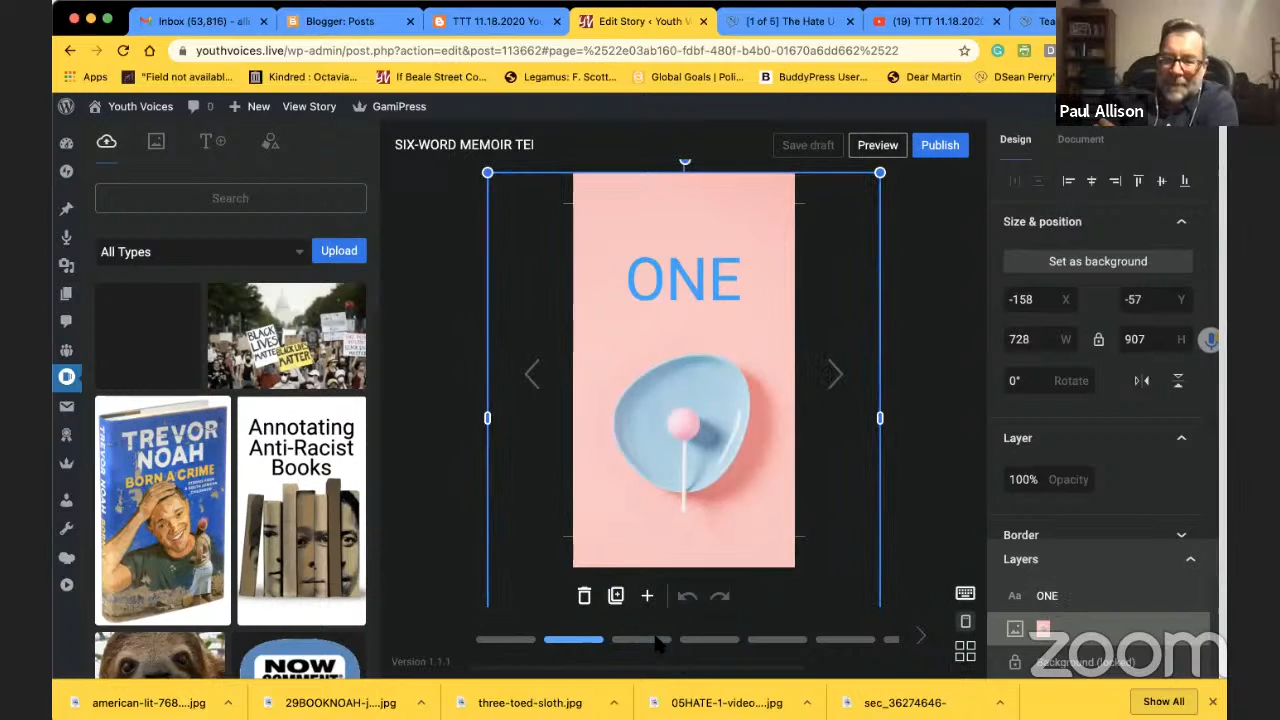 Inbox (53,816) - alli
Blogger: Posts
TTT 11.18.2020 You
Edit Story ‹ Youth V
[1 of 5] The Hate U
(19) TTT 11.18.202
Tea
youthvoices.live/wp-admin/post.php?action=edit&post=113662#page=%2522e03ab160-fdbf-480f-b4b0-01670a6dd662%2522
Apps
"Field not availabl...
Kindred : Octavia...
If Beale Street Co...
Legamus: F. Scott...
Global Goals | Poli...
BuddyPress User...
Dear Martin
DSean Perry'
Paul Allison
Youth Voices
0
New
View Story
GamiPress
SIX-WORD MEMOIR TEI
Save draft
Preview
Publish
Design
Document
Search
All Types
Upload
Size & position
Set as background
-158 X
-57 Y
728 W
907 H
0° Rotate
Layer
100% Opacity
Border
Layers
Aa ONE
Background (locked)
ONE
BLACK LIVES MATTER
TREVOR
NOAH
BORN A CRIME
Annotating
Anti-Racist
Books
NOW
Version 1.1.1
zoom
american-lit-768....jpg
29BOOKNOAH-j....jpg
three-toed-sloth.jpg
05HATE-1-video....jpg
sec_36274646-
Show All